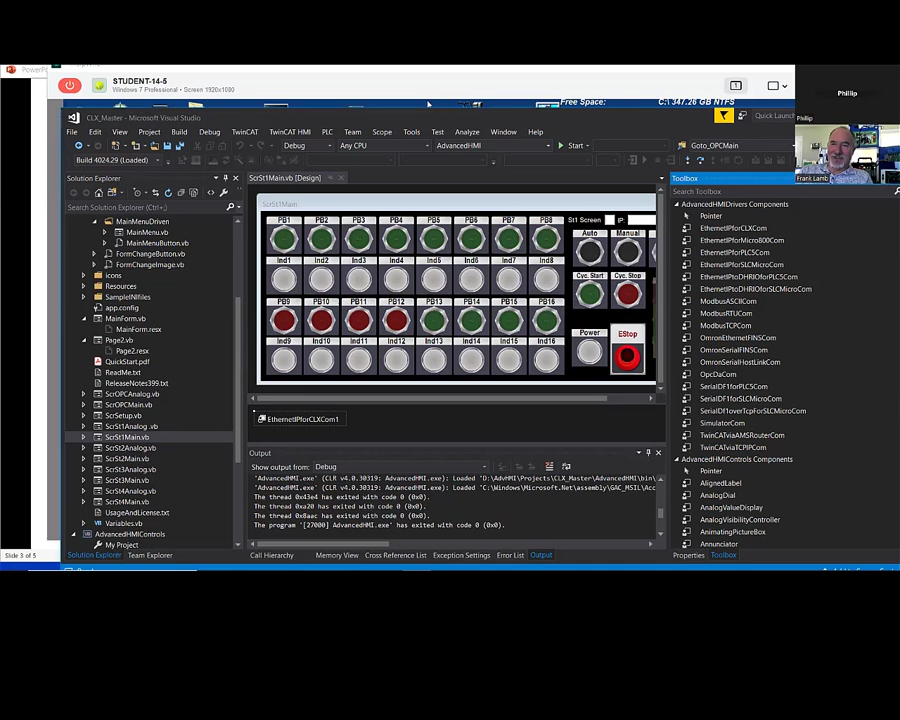 PowerP
STUDENT-14-5
Windows 7 Professional • Screen 1920x1080
1
Phillip
Phillip
Frank Lamb
Free Space: C:\ 347.26 GB NTFS
CLX_Master - Microsoft Visual Studio
Quick Launch
File Edit View Project Build Debug TwinCAT TwinCAT HMI PLC Team Scope Tools Test Analyze Window Help
Debug Any CPU AdvancedHMI Start Goto_OPCMain
Build 4024.29 (Loaded)
Solution Explorer
Search Solution Explorer (Ctrl+;)
MainMenuDriven
MainMenu.vb
MainMenuButton.vb
FormChangeButton.vb
FormChangeImage.vb
icons
Resources
SampleNIfiles
app.config
MainForm.vb
MainForm.resx
Page2.vb
Page2.resx
QuickStart.pdf
ReadMe.txt
ReleaseNotes399.txt
ScrOPCAnalog.vb
ScrOPCMain.vb
ScrSetup.vb
ScrSt1Analog .vb
ScrSt1Main.vb
ScrSt2Analog.vb
ScrSt2Main.vb
ScrSt3Analog.vb
ScrSt3Main.vb
ScrSt4Analog.vb
ScrSt4Main.vb
UsageAndLicense.txt
Variables.vb
AdvancedHMIControls
My Project
Solution Explorer Team Explorer
ScrSt1Main.vb [Design]
ScrSt1Main
PB1 PB2 PB3 PB4 PB5 PB6 PB7 PB8
St1 Screen IP:
Auto Manual
Ind1 Ind2 Ind3 Ind4 Ind5 Ind6 Ind7 Ind8
Cyc. Start Cyc. Stop
PB9 PB10 PB11 PB12 PB13 PB14 PB15 PB16
Power EStop
Ind9 Ind10 Ind11 Ind12 Ind13 Ind14 Ind15 Ind16
EthernetIPforCLXCom1
Output
Show output from: Debug
'AdvancedHMI.exe' (CLR v4.0.30319: AdvancedHMI.exe): Loaded 'D:\AdvHMI\Projects\CLX_Master\AdvancedHMI\bin\
'AdvancedHMI.exe' (CLR v4.0.30319: AdvancedHMI.exe): Loaded 'C:\Windows\Microsoft.Net\assembly\GAC_MSIL\Acc
The thread 0x43e4 has exited with code 0 (0x0).
The thread 0xa20 has exited with code 0 (0x0).
The thread 0x8aac has exited with code 0 (0x0).
The program '[27000] AdvancedHMI.exe' has exited with code 0 (0x0).
Call Hierarchy Memory View Cross Reference List Exception Settings Error List Output
Toolbox
Search Toolbox
AdvancedHMIDrivers Components
Pointer
EthernetIPforCLXCom
EthernetIPforMicro800Com
EthernetIPforPLC5Com
EthernetIPforSLCMicroCom
EthernetIPtoDHRIOforPLC5Com
EtherIPtoDHRIOforSLCMicroCom
ModbusASCIICom
ModbusRTUCom
ModbusTCPCom
OmronEthernetFINSCom
OmronSerialFINSCom
OmronSerialHostLinkCom
OpcDaCom
SerialDF1forPLC5Com
SerialDF1forSLCMicroCom
SerialDf1overTcpForSLCMicroCom
SimulatorCom
TwinCATviaAMSRouterCom
TwinCATviaTCPIPCom
AdvancedHMIControls Components
Pointer
AlignedLabel
AnalogDial
AnalogValueDisplay
AnalogVisibilityController
AnimatingPictureBox
Annunciator
Properties Toolbox
Slide 3 of 5